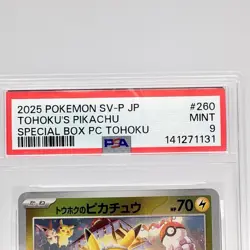 2025 POKEMON SV-P JP #260
TOHOKU'S PIKACHU MINT
SPECIAL BOX PC TOHOKU 9
PSA 141271131
トウホクのピカチュウ HP70